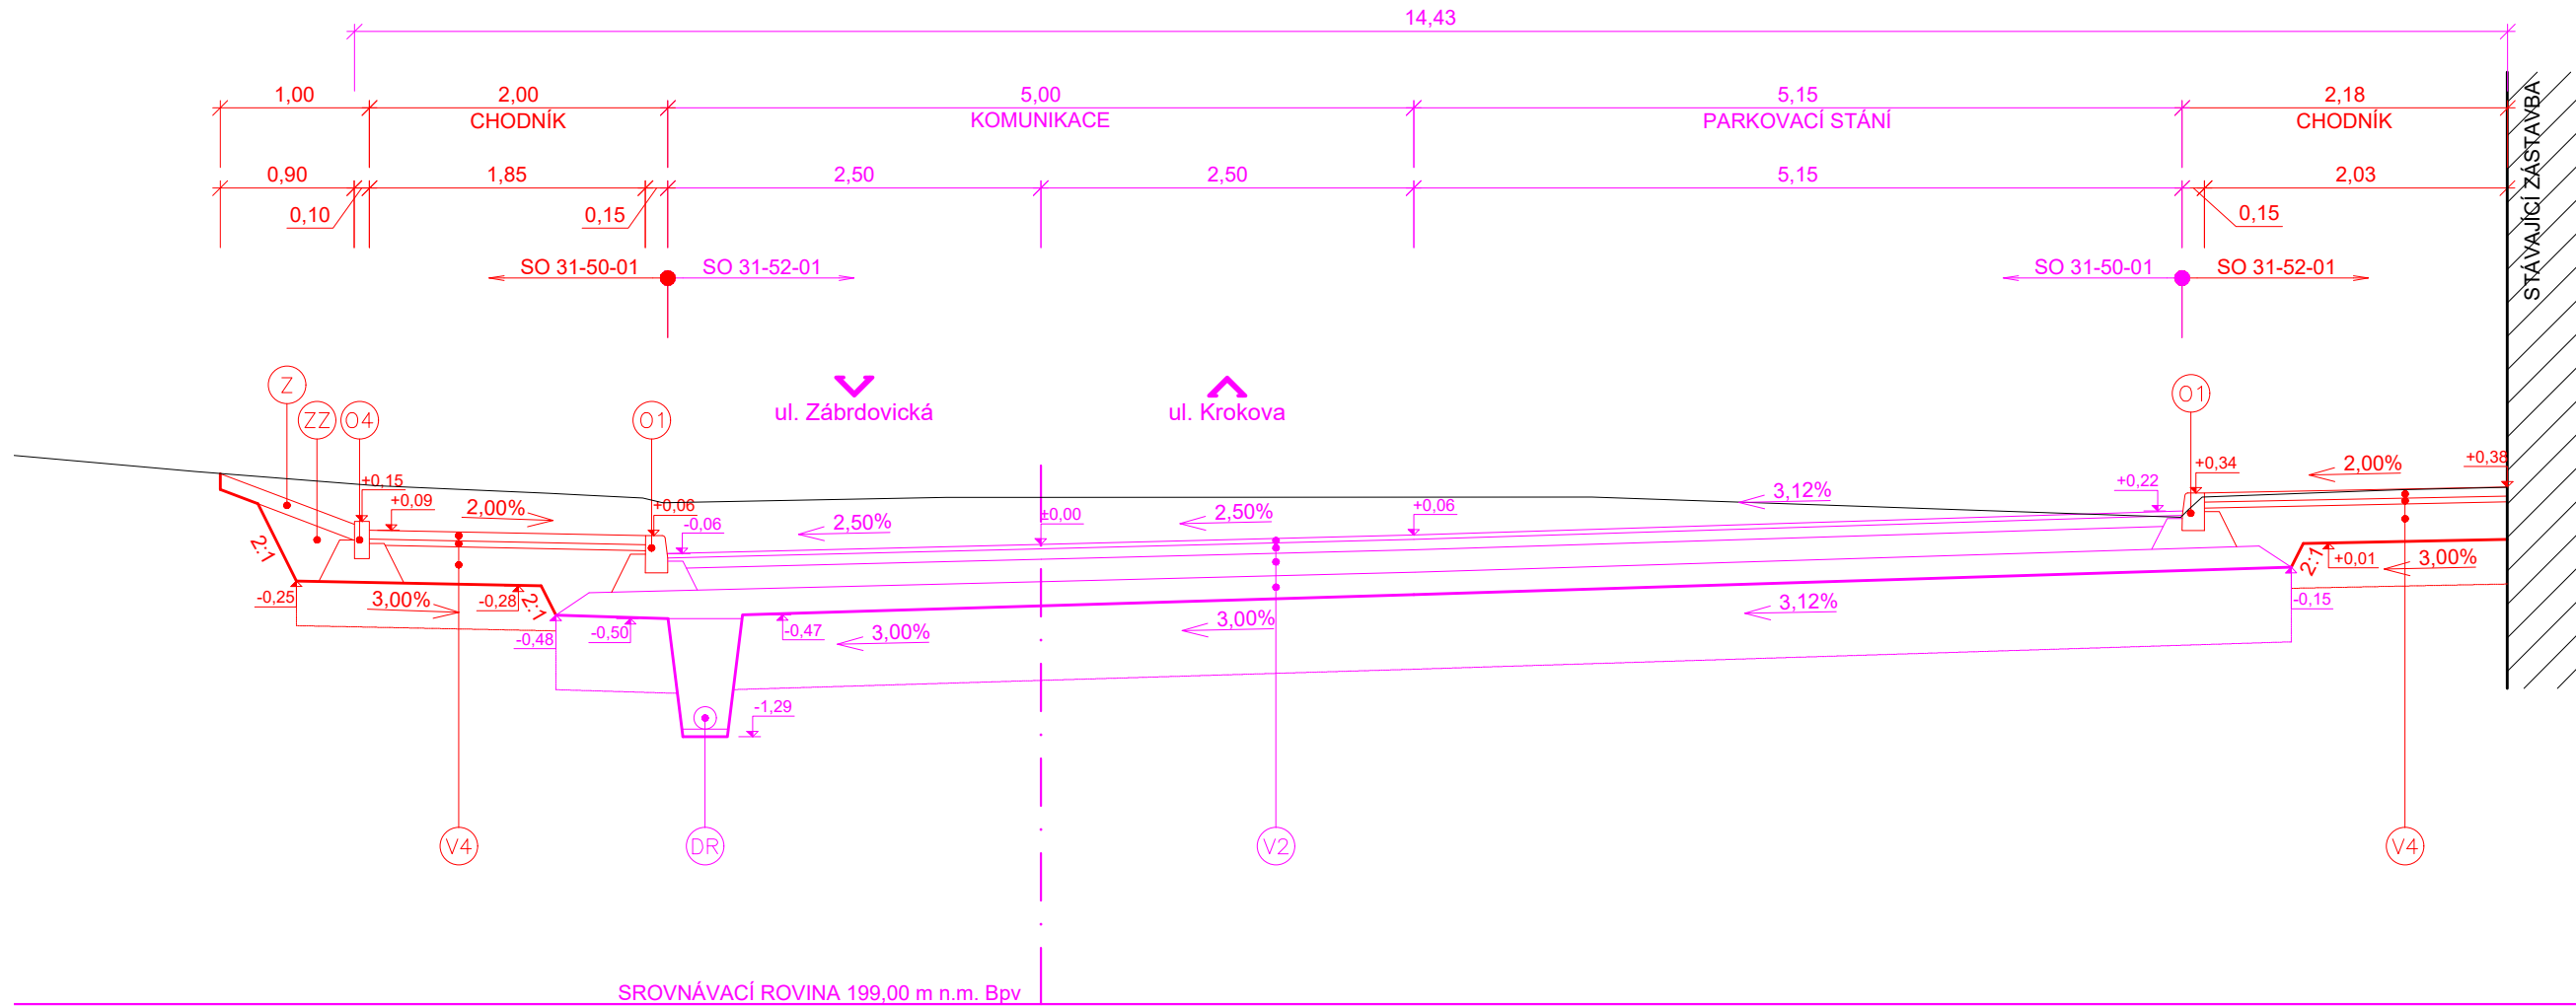 14,43
1,00
2,00
5,00
5,15
2,18
CHODNÍK
KOMUNIKACE
PARKOVACÍ STÁNÍ
CHODNÍK
STÁVAJÍCÍ ZÁSTAVBA
0,90
1,85
2,50
2,50
5,15
2,03
0,10
0,15
0,15
SO 31-50-01
SO 31-52-01
SO 31-50-01
SO 31-52-01
Z
ZZ
O4
O1
ul. Zábrdovická
ul. Krokova
O1
+0,15
+0,09
2,00%
+0,06
-0,06
2,50%
±0,00
2,50%
+0,06
3,12%
+0,22
+0,34
2,00%
+0,38
2:1
-0,25
3,00%
-0,28
2:1
-0,48
-0,50
-0,47
3,00%
3,00%
3,12%
-0,15
2:1
+0,01
3,00%
-1,29
V4
DR
V2
V4
SROVNÁVACÍ ROVINA 199,00 m n.m. Bpv